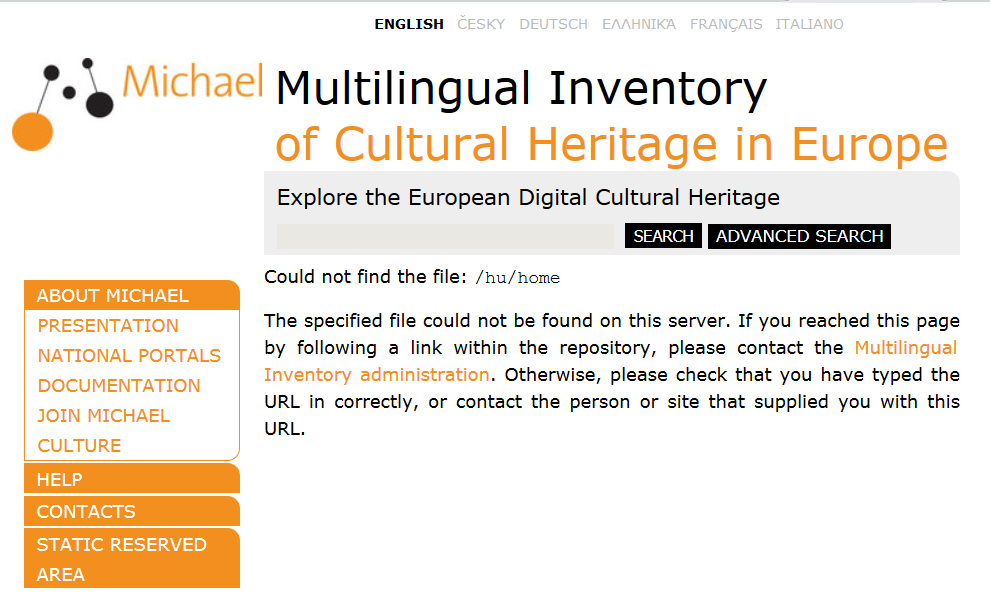 ENGLISH ČESKY DEUTSCH ΕΛΛΗΝΙΚΆ FRANÇAIS ITALIANO
Michael
Multilingual Inventory
of Cultural Heritage in Europe
Explore the European Digital Cultural Heritage
SEARCH ADVANCED SEARCH
Could not find the file: /hu/home
The specified file could not be found on this server. If you reached this page
by following a link within the repository, please contact the Multilingual
Inventory administration. Otherwise, please check that you have typed the
URL in correctly, or contact the person or site that supplied you with this
URL.
ABOUT MICHAEL
PRESENTATION
NATIONAL PORTALS
DOCUMENTATION
JOIN MICHAEL
CULTURE
HELP
CONTACTS
STATIC RESERVED
AREA